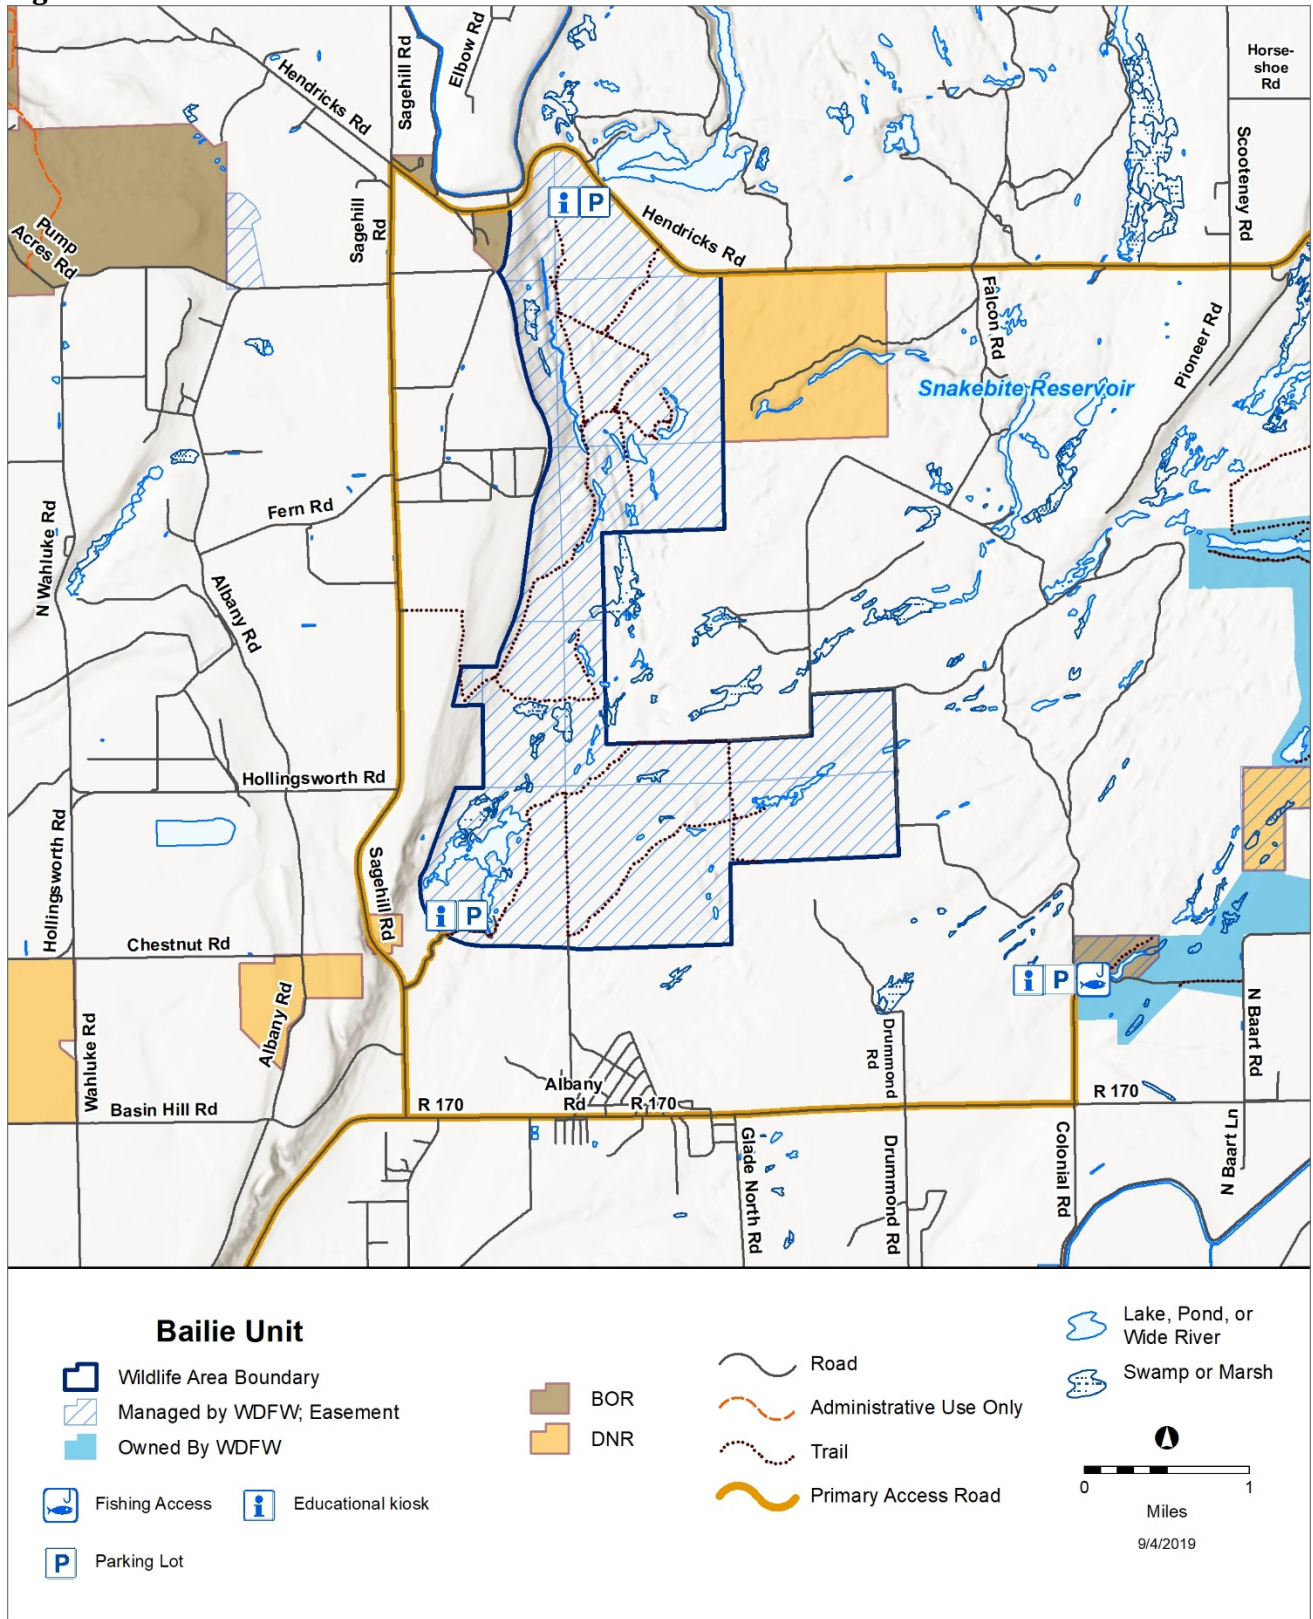 Hendricks Rd
Sagehill Rd
Elbow Rd
Horse-
shoe
Rd
Scooteney Rd
Sagehill
Rd
Pump
Acres Rd
Hendricks Rd
Falcon Rd
Pioneer Rd
Snakebite Reservoir
N Wahluke Rd
Fern Rd
Albany Rd
Hollingsworth Rd
Hollingsworth Rd
Sagehill Rd
Chestnut Rd
Albany Rd
Wahluke Rd
Basin Hill Rd
R 170
Albany
Rd
R 170
Drummond
Rd
R 170
N Baart Rd
Glade North Rd
Drummond Rd
Colonial Rd
N Baart Ln
i P
i P
i P
Bailie Unit
Wildlife Area Boundary
Managed by WDFW; Easement
Owned By WDFW
Fishing Access
i Educational kiosk
P Parking Lot
BOR
DNR
Road
Administrative Use Only
Trail
Primary Access Road
Lake, Pond, or
Wide River
Swamp or Marsh
0 1
Miles
9/4/2019